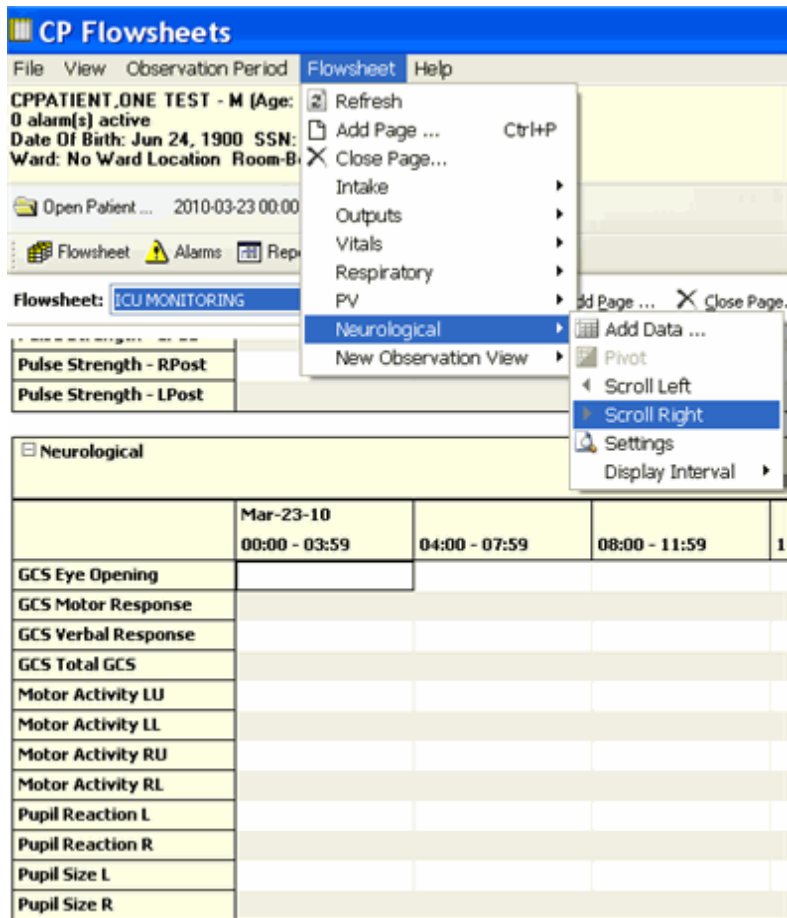 CP Flowsheets
File View Observation Period Flowsheet Help
CPPATIENT,ONE TEST - M (Age:
0 alarm(s) active
Date Of Birth: Jun 24, 1900 SSN:
Ward: No Ward Location Room-B
Open Patient ... 2010-03-23 00:00
Flowsheet Alarms Rep
Flowsheet: ICU MONITORING
Refresh
Add Page ... Ctrl+P
Close Page...
Intake
Outputs
Vitals
Respiratory
PV
Neurological
New Observation View
dd Page ... Close Page.
Add Data ...
Pivot
Scroll Left
Scroll Right
Settings
Display Interval
Pulse Strength - RPost
Pulse Strength - LPost
Neurological
Mar-23-10
00:00 - 03:59 04:00 - 07:59 08:00 - 11:59 1
GCS Eye Opening
GCS Motor Response
GCS Verbal Response
GCS Total GCS
Motor Activity LU
Motor Activity LL
Motor Activity RU
Motor Activity RL
Pupil Reaction L
Pupil Reaction R
Pupil Size L
Pupil Size R